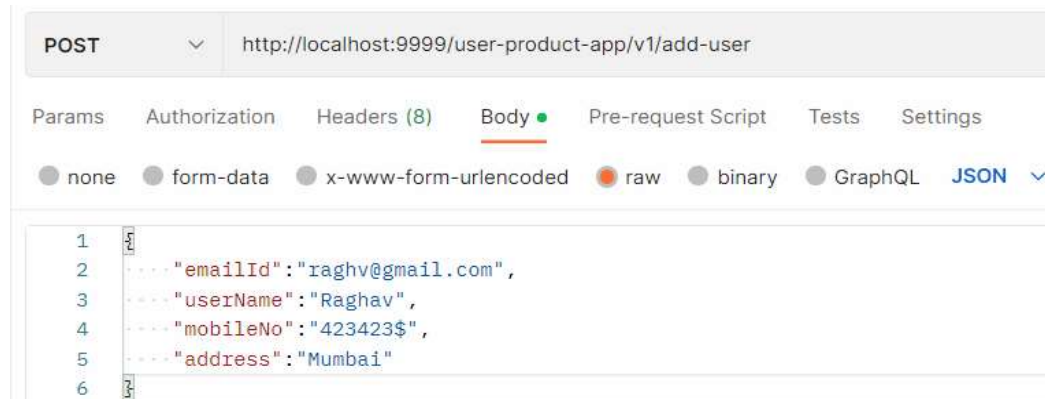 POST http://localhost:9999/user-product-app/v1/add-user
Params Authorization Headers (8) Body Pre-request Script Tests Settings
none form-data x-www-form-urlencoded raw binary GraphQL JSON
1 {
2 "emailId":"raghv@gmail.com",
3 "userName":"Raghav",
4 "mobileNo":"423423$",
5 "address":"Mumbai"
6 }